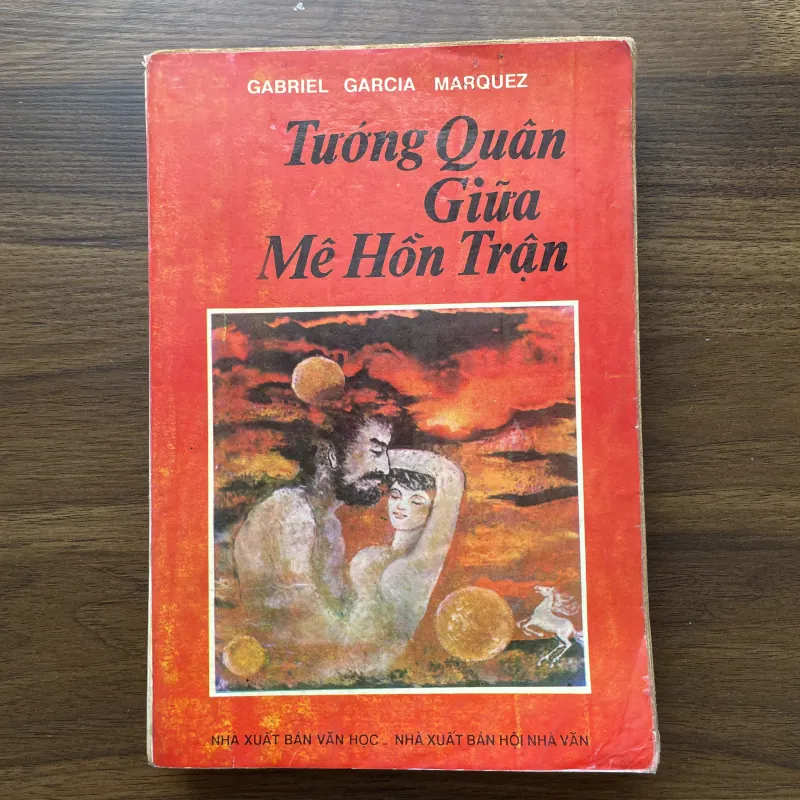 GABRIEL GARCIA MARQUEZ
Tướng Quân
Giữa
Mê Hồn Trận
NHÀ XUẤT BẢN VĂN HỌC - NHÀ XUẤT BẢN HỘI NHÀ VĂN